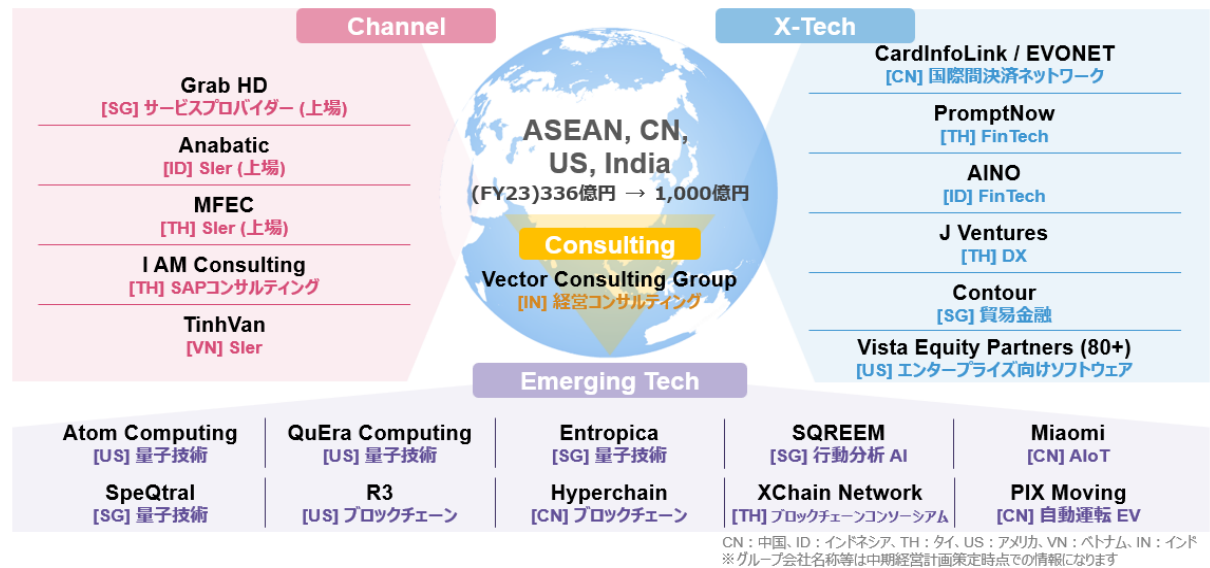 Channel
Grab HD
[SG] サービスプロバイダー (上場)
Anabatic
[ID] SIer (上場)
MFEC
[TH] SIer (上場)
I AM Consulting
[TH] SAPコンサルティング
TinhVan
[VN] SIer
ASEAN, CN,
US, India
(FY23)336億円 → 1,000億円
Consulting
Vector Consulting Group
[IN] 経営コンサルティング
X-Tech
CardInfoLink / EVONET
[CN] 国際間決済ネットワーク
PromptNow
[TH] FinTech
AINO
[ID] FinTech
J Ventures
[TH] DX
Contour
[SG] 貿易金融
Vista Equity Partners (80+)
[US] エンタープライズ向けソフトウェア
Emerging Tech
Atom Computing
[US] 量子技術
QuEra Computing
[US] 量子技術
Entropica
[SG] 量子技術
SQREEM
[SG] 行動分析 AI
Miaomi
[CN] AIoT
SpeQtral
[SG] 量子技術
R3
[US] ブロックチェーン
Hyperchain
[CN] ブロックチェーン
XChain Network
[TH] ブロックチェーンコンソーシアム
PIX Moving
[CN] 自動運転 EV
CN：中国、ID：インドネシア、TH：タイ、US：アメリカ、VN：ベトナム、IN：インド
※グループ会社名称等は中期経営計画策定時点での情報になります